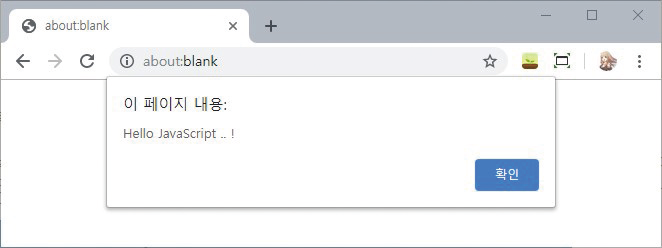 about:blank
about:blank
이 페이지 내용:
Hello JavaScript .. !
확인